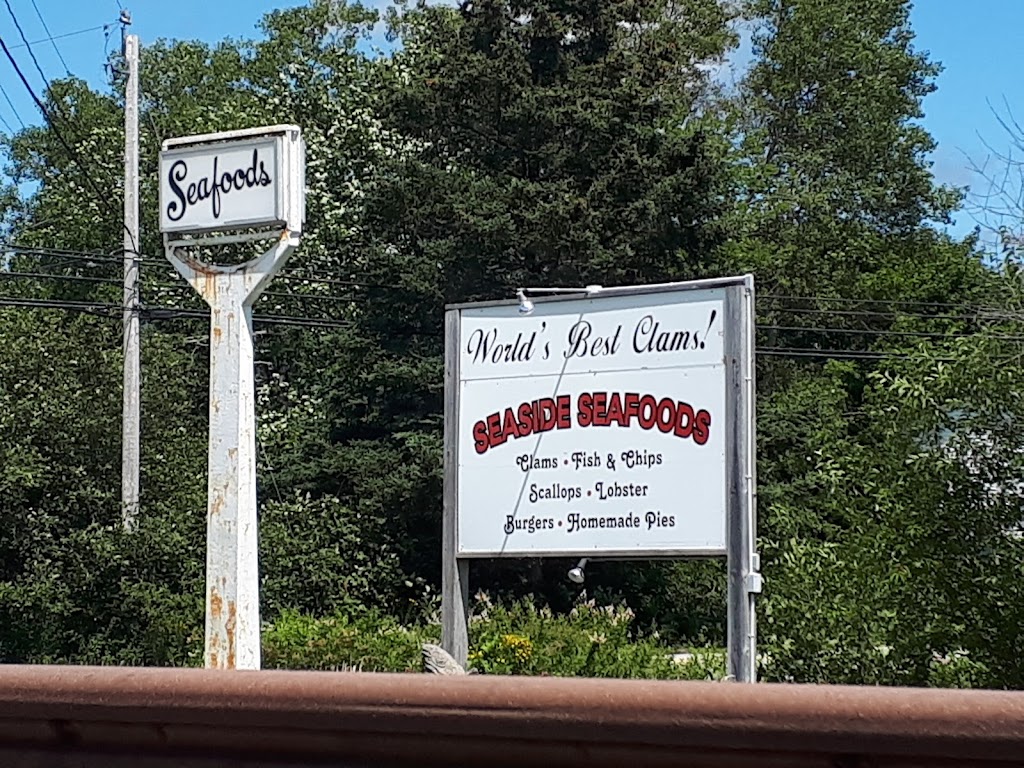 Seafoods
World's Best Clams!
SEASIDE SEAFOODS
Clams • Fish & Chips
Scallops • Lobster
Burgers • Homemade Pies